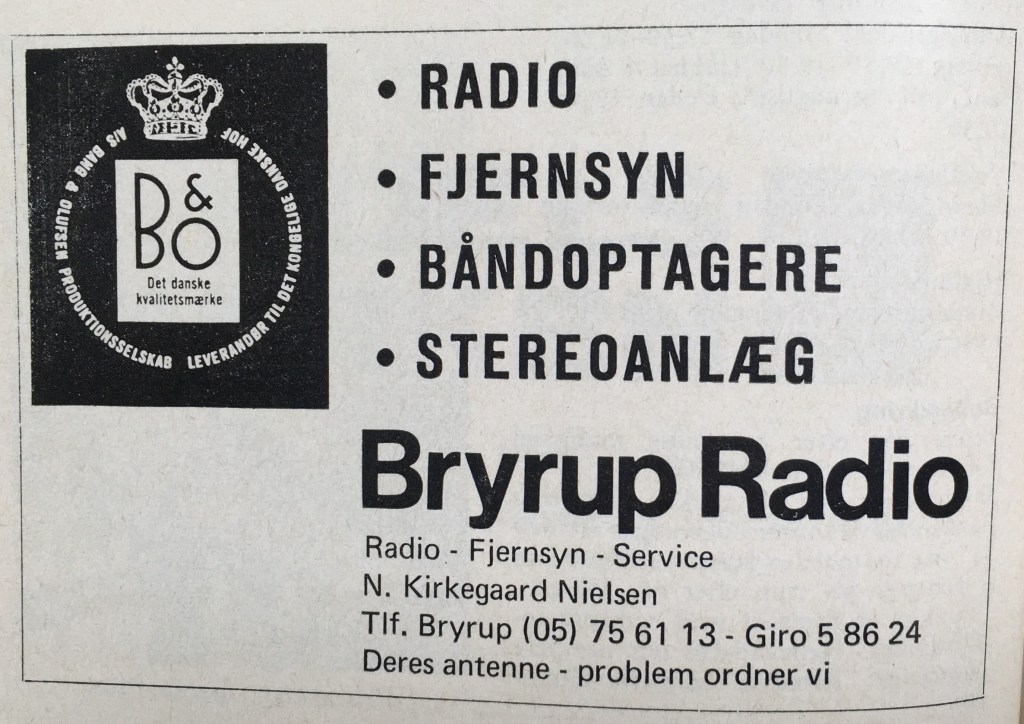 A/S BANG & OLUFSEN PRODUKTIONSSELSKAB LEVERANDØR TIL DET KONGELIGE DANSKE HOF
B&O
Det danske
kvalitetsmærke
• RADIO
• FJERNSYN
• BÅNDOPTAGERE
• STEREOANLÆG
Bryrup Radio
Radio - Fjernsyn - Service
N. Kirkegaard Nielsen
Tlf. Bryrup (05) 75 61 13 - Giro 5 86 24
Deres antenne - problem ordner vi